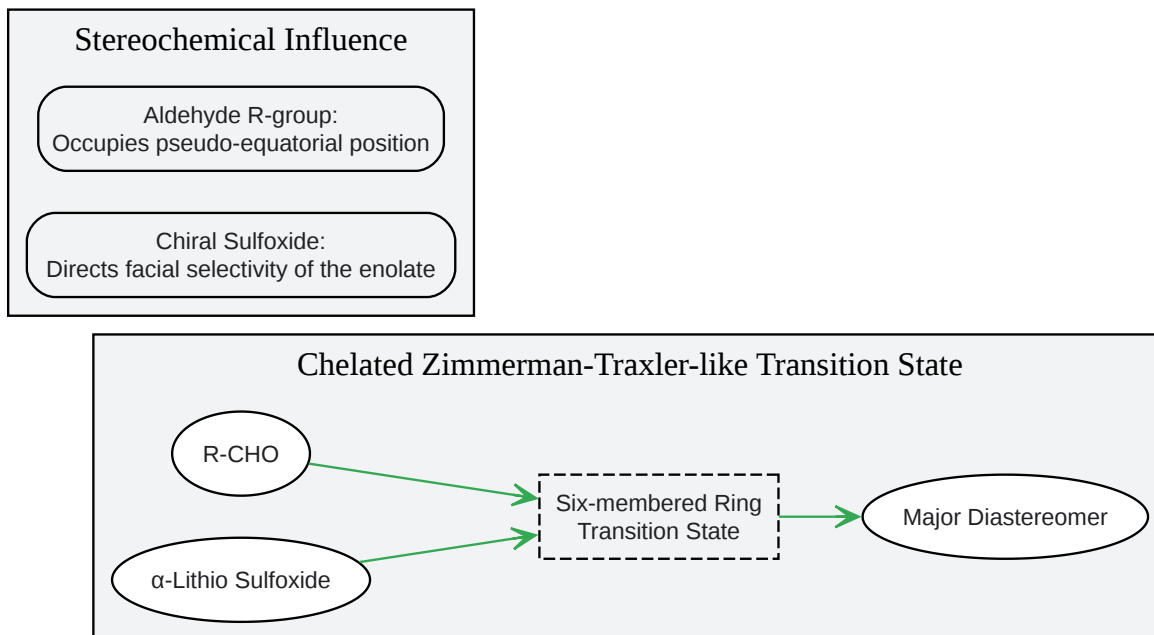 Stereochemical Influence
Aldehyde R-group:
Occupies pseudo-equatorial position
Chiral Sulfoxide:
Directs facial selectivity of the enolate
Chelated Zimmerman-Traxler-like Transition State
R-CHO
α-Lithio Sulfoxide
Six-membered Ring
Transition State
Major Diastereomer